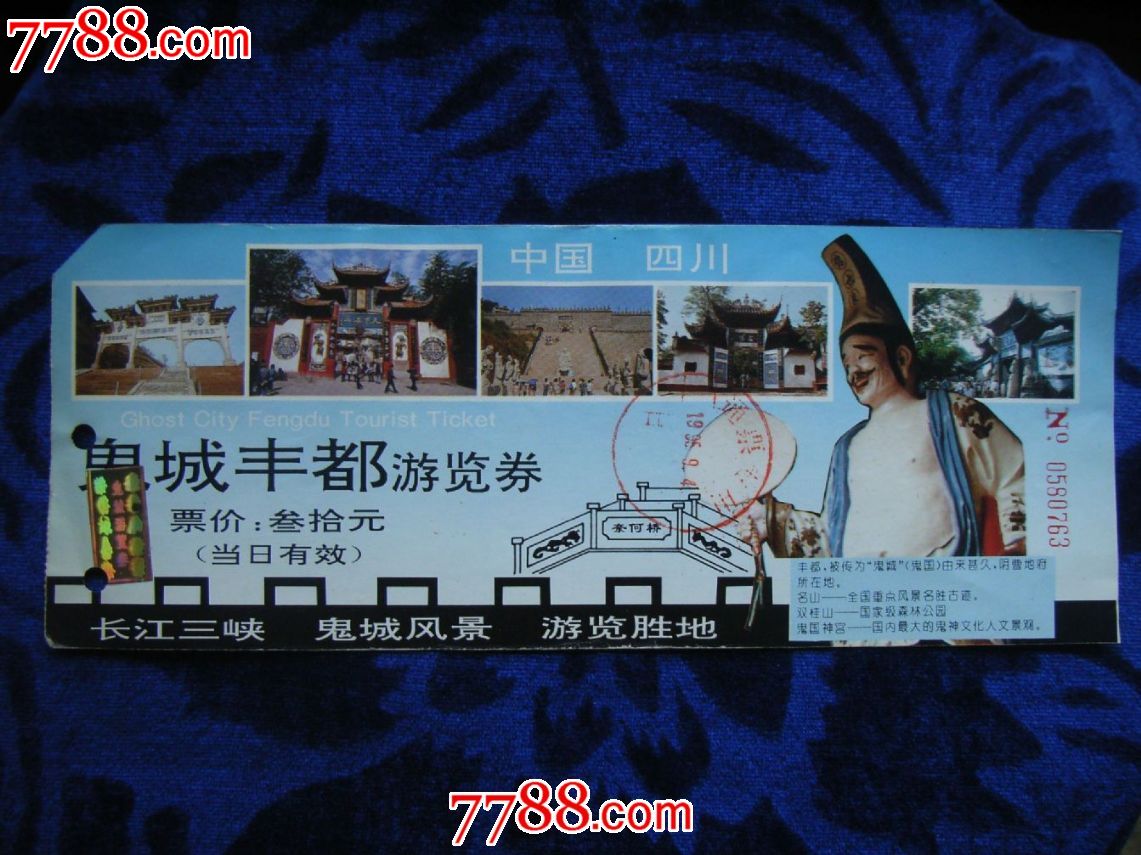 7788.com
中国 四川
Ghost City Fengdu Tourist Ticket
鬼城丰都游览券
票价：叁拾元
（当日有效）
奈何桥
No. 0580763
丰都，被传为“鬼城”（鬼国）由来甚久，阴曹地府
所在地。
名山——全国重点风景名胜古迹。
双桂山——国家级森林公园
鬼国神宫——国内最大的鬼神文化人文景观。
长江三峡 鬼城风景 游览胜地
7788.com